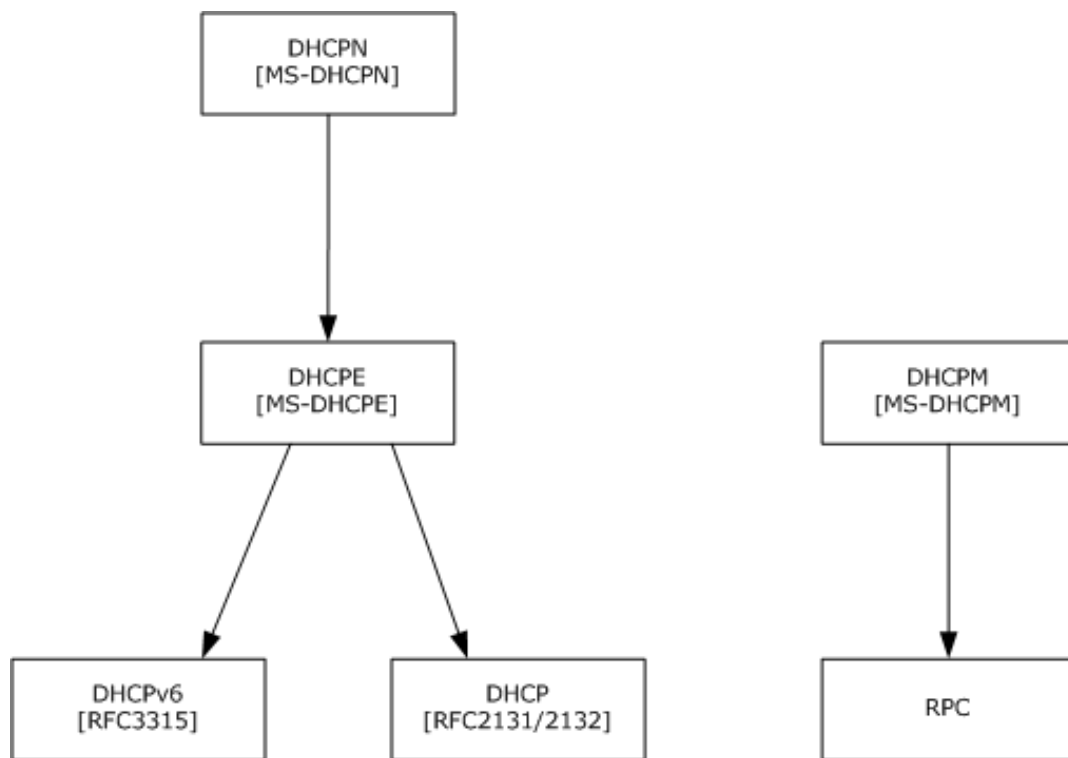 DHCPN
[MS-DHCPN]
DHCPE
[MS-DHCPE]
DHCPM
[MS-DHCPM]
DHCPv6
[RFC3315]
DHCP
[RFC2131/2132]
RPC